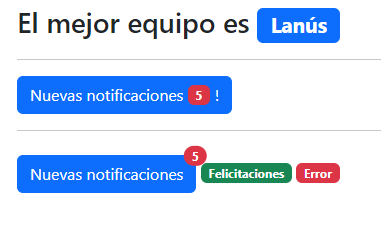 El mejor equipo es Lanús
Nuevas notificaciones 5 !
5
Nuevas notificaciones Felicitaciones Error